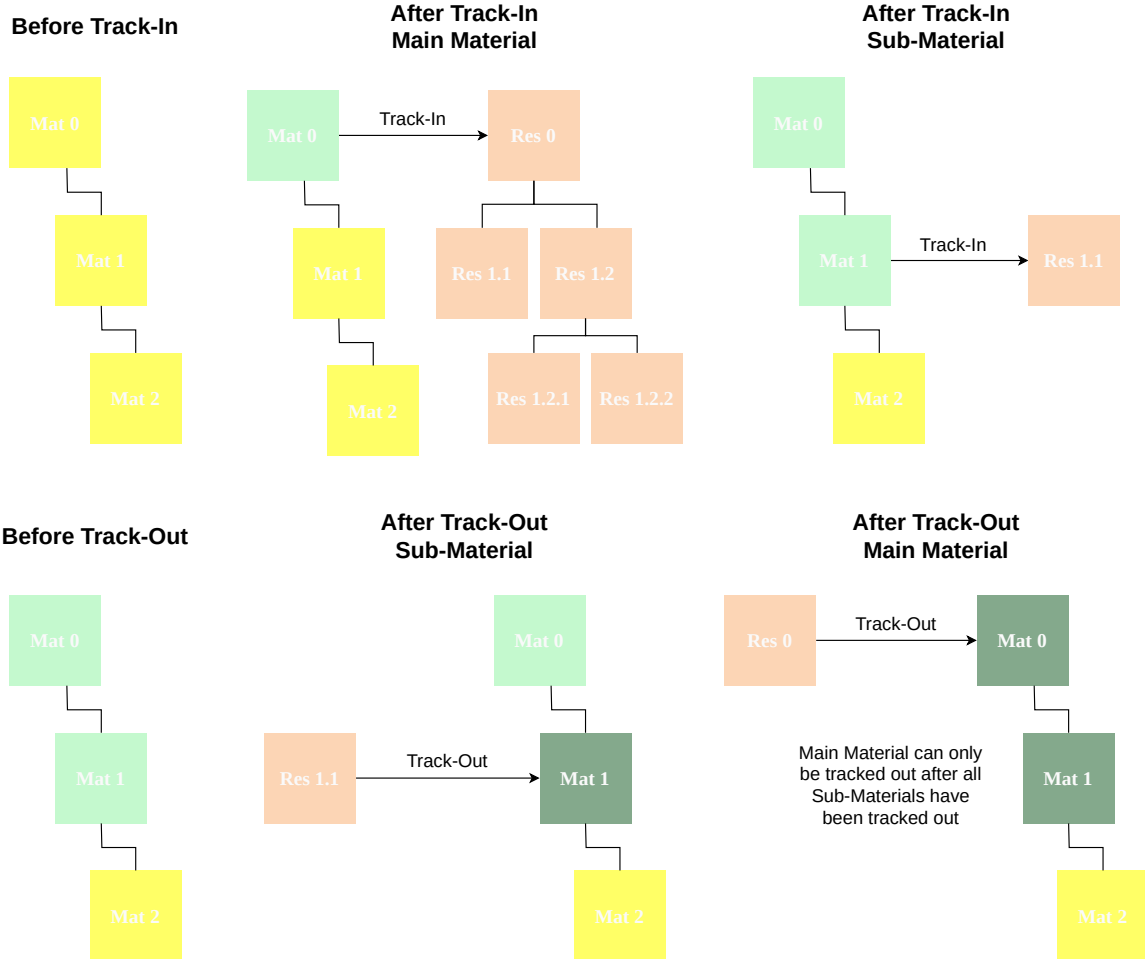 Before Track-In
After Track-In
Main Material
After Track-In
Sub-Material
Mat 0
Mat 1
Mat 2
Mat 0
Track-In
Res 0
Mat 1
Res 1.1
Res 1.2
Mat 2
Res 1.2.1
Res 1.2.2
Mat 0
Mat 1
Track-In
Res 1.1
Mat 2
Before Track-Out
After Track-Out
Sub-Material
After Track-Out
Main Material
Mat 0
Mat 1
Mat 2
Mat 0
Res 1.1
Track-Out
Mat 1
Mat 2
Res 0
Track-Out
Mat 0
Main Material can only
be tracked out after all
Sub-Materials have
been tracked out
Mat 1
Mat 2